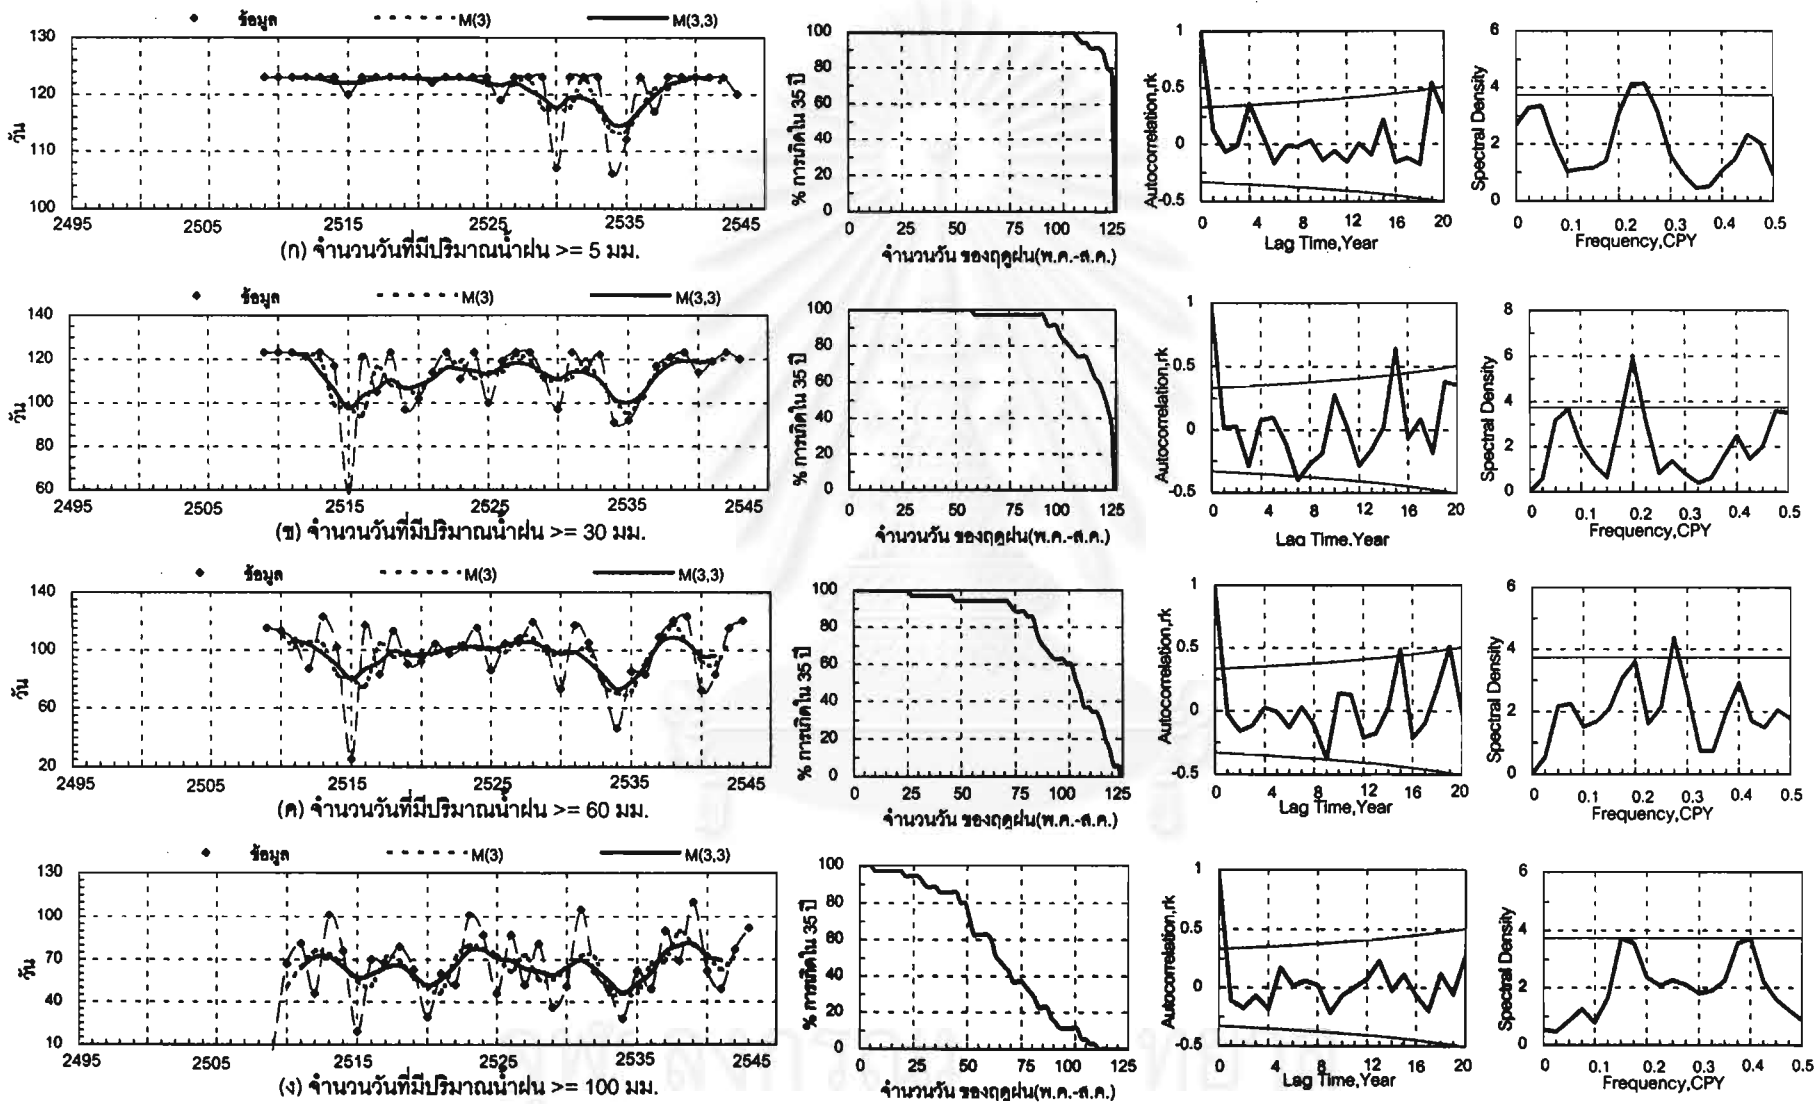 ข้อมูล M(3) M(3,3)
130
120
110
100
วัน
2495 2505 2515 2525 2535 2545
(ก) จำนวนวันที่มีปริมาณน้ำฝน >= 5 มม.
100
80
60
40
20
0
% การเกิดใน 35 ปี
0 25 50 75 100 125
จำนวนวัน ของฤดูฝน(พ.ค.-ส.ค.)
1
0.5
0
-0.5
Autocorrelation,rk
0 4 8 12 16 20
Lag Time,Year
6
4
2
0
Spectral Density
0 0.1 0.2 0.3 0.4 0.5
Frequency,CPY
ข้อมูล M(3) M(3,3)
140
120
100
80
60
วัน
2495 2505 2515 2525 2535 2545
(ข) จำนวนวันที่มีปริมาณน้ำฝน >= 30 มม.
100
80
60
40
20
0
% การเกิดใน 35 ปี
0 25 50 75 100 125
จำนวนวัน ของฤดูฝน(พ.ค.-ส.ค.)
1
0.5
0
-0.5
Autocorrelation,rk
0 4 8 12 16 20
Lag Time,Year
8
6
4
2
0
Spectral Density
0 0.1 0.2 0.3 0.4 0.5
Frequency,CPY
ข้อมูล M(3) M(3,3)
140
100
60
20
วัน
2495 2505 2515 2525 2535 2545
(ค) จำนวนวันที่มีปริมาณน้ำฝน >= 60 มม.
100
80
60
40
20
0
% การเกิดใน 35 ปี
0 25 50 75 100 125
จำนวนวัน ของฤดูฝน(พ.ค.-ส.ค.)
1
0.5
0
-0.5
Autocorrelation,rk
0 4 8 12 16 20
Lag Time,Year
6
4
2
0
Spectral Density
0 0.1 0.2 0.3 0.4 0.5
Frequency,CPY
ข้อมูล M(3) M(3,3)
130
100
70
40
10
วัน
2495 2505 2515 2525 2535 2545
(ง) จำนวนวันที่มีปริมาณน้ำฝน >= 100 มม.
100
80
60
40
20
0
% การเกิดใน 35 ปี
0 25 50 75 100 125
จำนวนวัน ของฤดูฝน(พ.ค.-ส.ค.)
1
0.5
0
-0.5
Autocorrelation,rk
0 4 8 12 16 20
Lag Time,Year
6
4
2
0
Spectral Density
0 0.1 0.2 0.3 0.4 0.5
Frequency,CPY